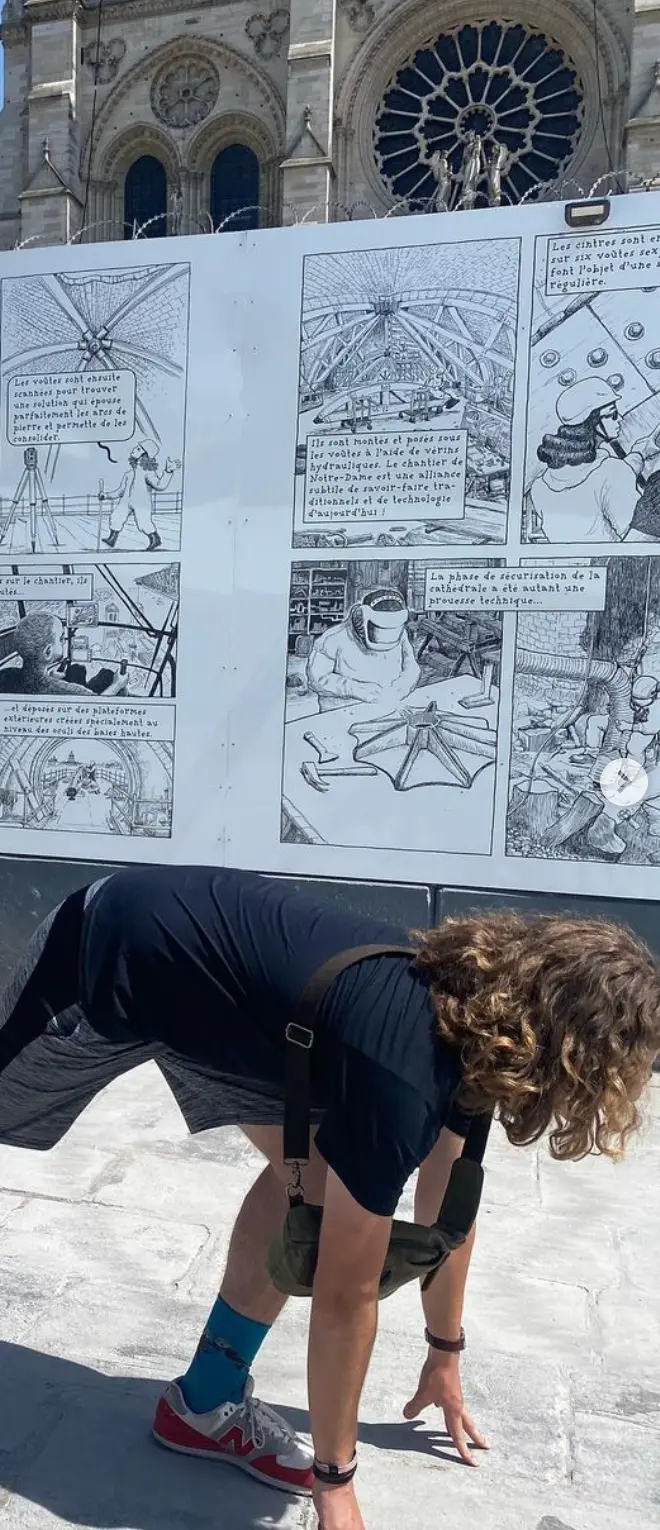 Les voûtes sont ensuite
scannées pour trouver
une solution qui épouse
parfaitement les arcs de
pierre et permette de les
consolider.
sur le chantier, ils
...et déposés sur des plateformes
extérieures créées spécialement au
niveau des oculi des baies hautes.
Ils sont montés et posés sous
les voûtes à l'aide de vérins
hydrauliques. Le chantier de
Notre-Dame est une alliance
subtile de savoir-faire tra-
ditionnels et de technologie
d'aujourd'hui !
Les cintres sont
sur six voûtes
font l'objet d'une
régulière.
La phase de sécurisation de la
cathédrale a été autant une
prouesse technique...
N